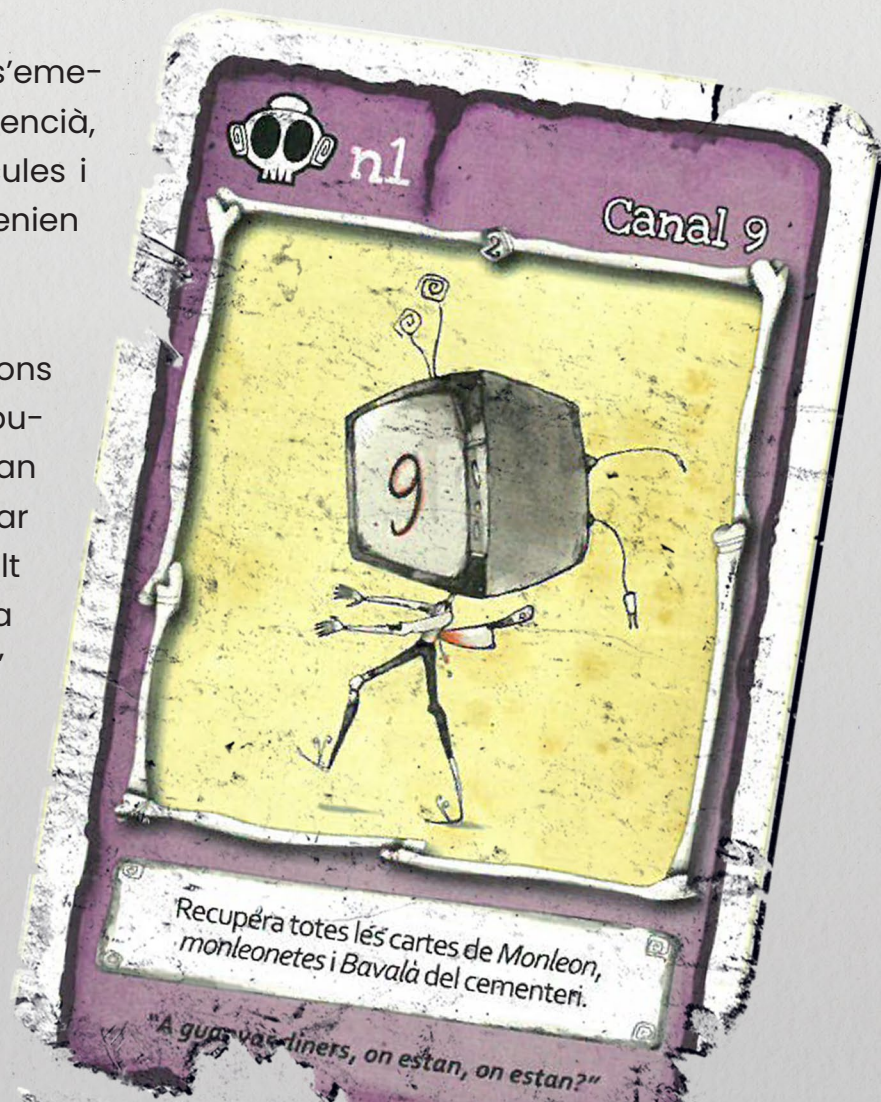 s'eme-
encià,
ules i
enien
ons
ou-
an
ar
lt
a
n1
Canal 9
2
9
Recupera totes les cartes de Monleon,
monleonetes i Bavalà del cementeri.
"A diners, on estan, on estan?"